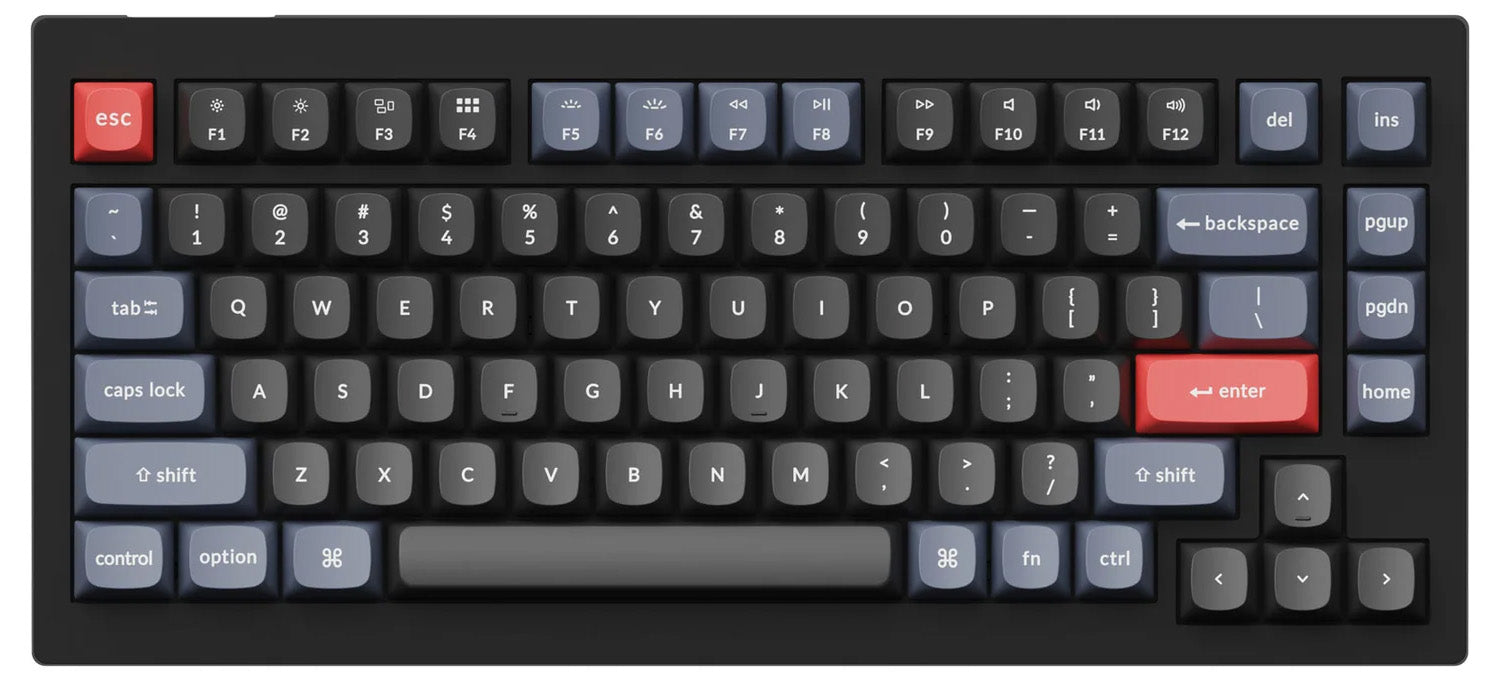 esc F1 F2 F3 F4 F5 F6 F7 F8 F9 F10 F11 F12 del ins
~ ! @ # $ % ^ & * ( ) — +
` 1 2 3 4 5 6 7 8 9 0 - = backspace pgup
tab Q W E R T Y U I O P { [ } ] | \ pgdn
caps lock A S D F G H J K L : ; " ' enter home
shift Z X C V B N M < , > . ? / shift ^
control option ⌘ ⌘ fn ctrl < ⌄ >